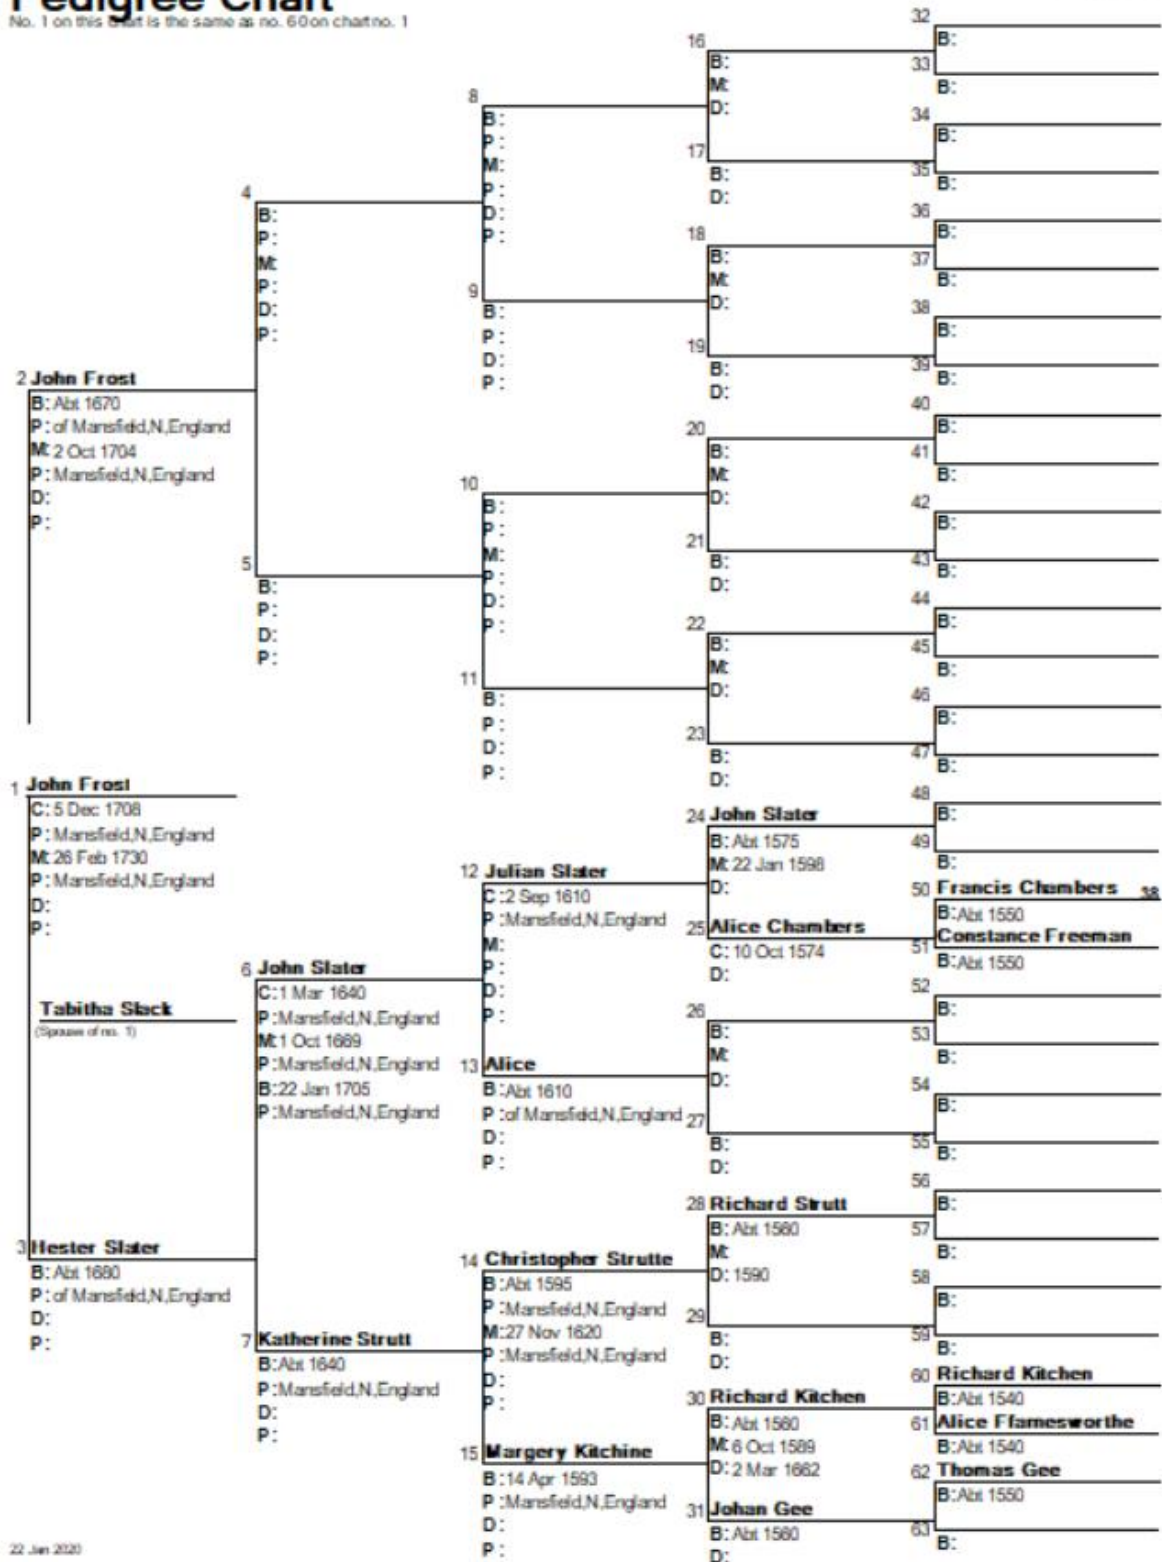 Pedigree Chart
No. 1 on this chart is the same as no. 60 on chart no. 1
2 John Frost
B: Abt 1670
P: of Mansfield,N,England
M: 2 Oct 1704
P: Mansfield,N,England
D:
P:
1 John Frost
C: 5 Dec 1708
P: Mansfield,N,England
M: 26 Feb 1730
P: Mansfield,N,England
D:
P:
Tabitha Slack
(Spouse of no. 1)
3 Hester Slater
B: Abt 1680
P: of Mansfield,N,England
D:
P:
22 Jan 2020
4
B:
P:
M:
P:
D:
P:
5
B:
P:
D:
P:
6 John Slater
C: 1 Mar 1640
P: Mansfield,N,England
M: 1 Oct 1669
P: Mansfield,N,England
B: 22 Jan 1705
P: Mansfield,N,England
7 Katherine Strutt
B: Abt 1640
P: Mansfield,N,England
D:
P:
8
B:
P:
M:
P:
D:
P:
9
B:
P:
D:
P:
10
B:
P:
M:
P:
D:
P:
11
B:
P:
D:
P:
12 Julian Slater
C: 2 Sep 1610
P: Mansfield,N,England
M:
P:
D:
P:
13 Alice
B: Abt 1610
P: of Mansfield,N,England
D:
P:
14 Christopher Strutte
B: Abt 1595
P: Mansfield,N,England
M: 27 Nov 1620
P: Mansfield,N,England
D:
P:
15 Margery Kitchine
B: 14 Apr 1593
P: Mansfield,N,England
D:
P:
16
B:
M:
D:
17
B:
D:
18
B:
M:
D:
19
B:
D:
20
B:
M:
D:
21
B:
D:
22
B:
M:
D:
23
B:
D:
24 John Slater
B: Abt 1575
M: 22 Jan 1598
D:
25 Alice Chambers
C: 10 Oct 1574
D:
26
B:
M:
D:
27
B:
D:
28 Richard Strutt
B: Abt 1560
M:
D: 1590
29
B:
D:
30 Richard Kitchen
B: Abt 1560
M: 6 Oct 1589
D: 2 Mar 1662
31 Johan Gee
B: Abt 1560
D:
32
B:
33
B:
34
B:
35
B:
36
B:
37
B:
38
B:
39
B:
40
B:
41
B:
42
B:
43
B:
44
B:
45
B:
46
B:
47
B:
48
B:
49
B:
50 Francis Chambers 38
B: Abt 1550
51 Constance Freeman
B: Abt 1550
52
B:
53
B:
54
B:
55
B:
56
B:
57
B:
58
B:
59
B:
60 Richard Kitchen
B: Abt 1540
61 Alice Ffamesworthe
B: Abt 1540
62 Thomas Gee
B: Abt 1550
63
B: